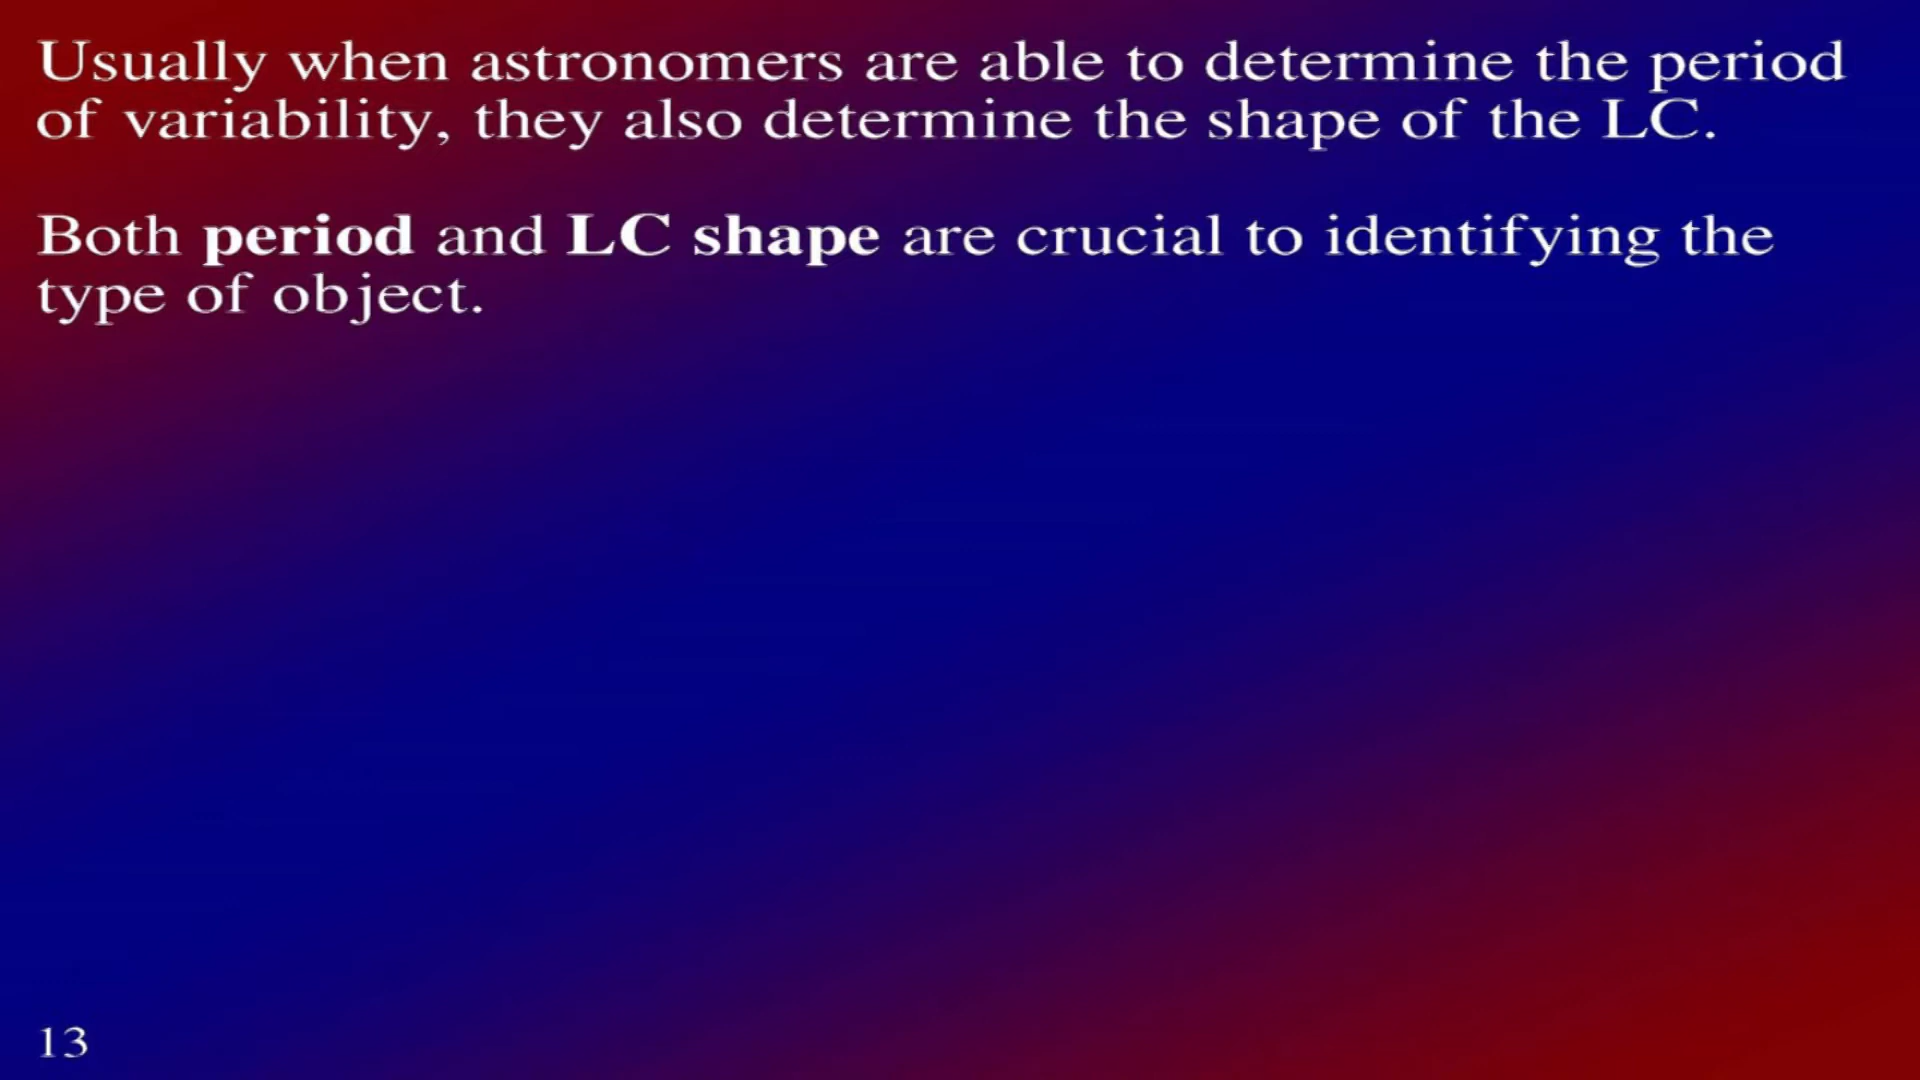 Usually when astronomers are able to determine the period
of variability, they also determine the shape of the LC.
Both period and LC shape are crucial to identifying the
type of object.
13